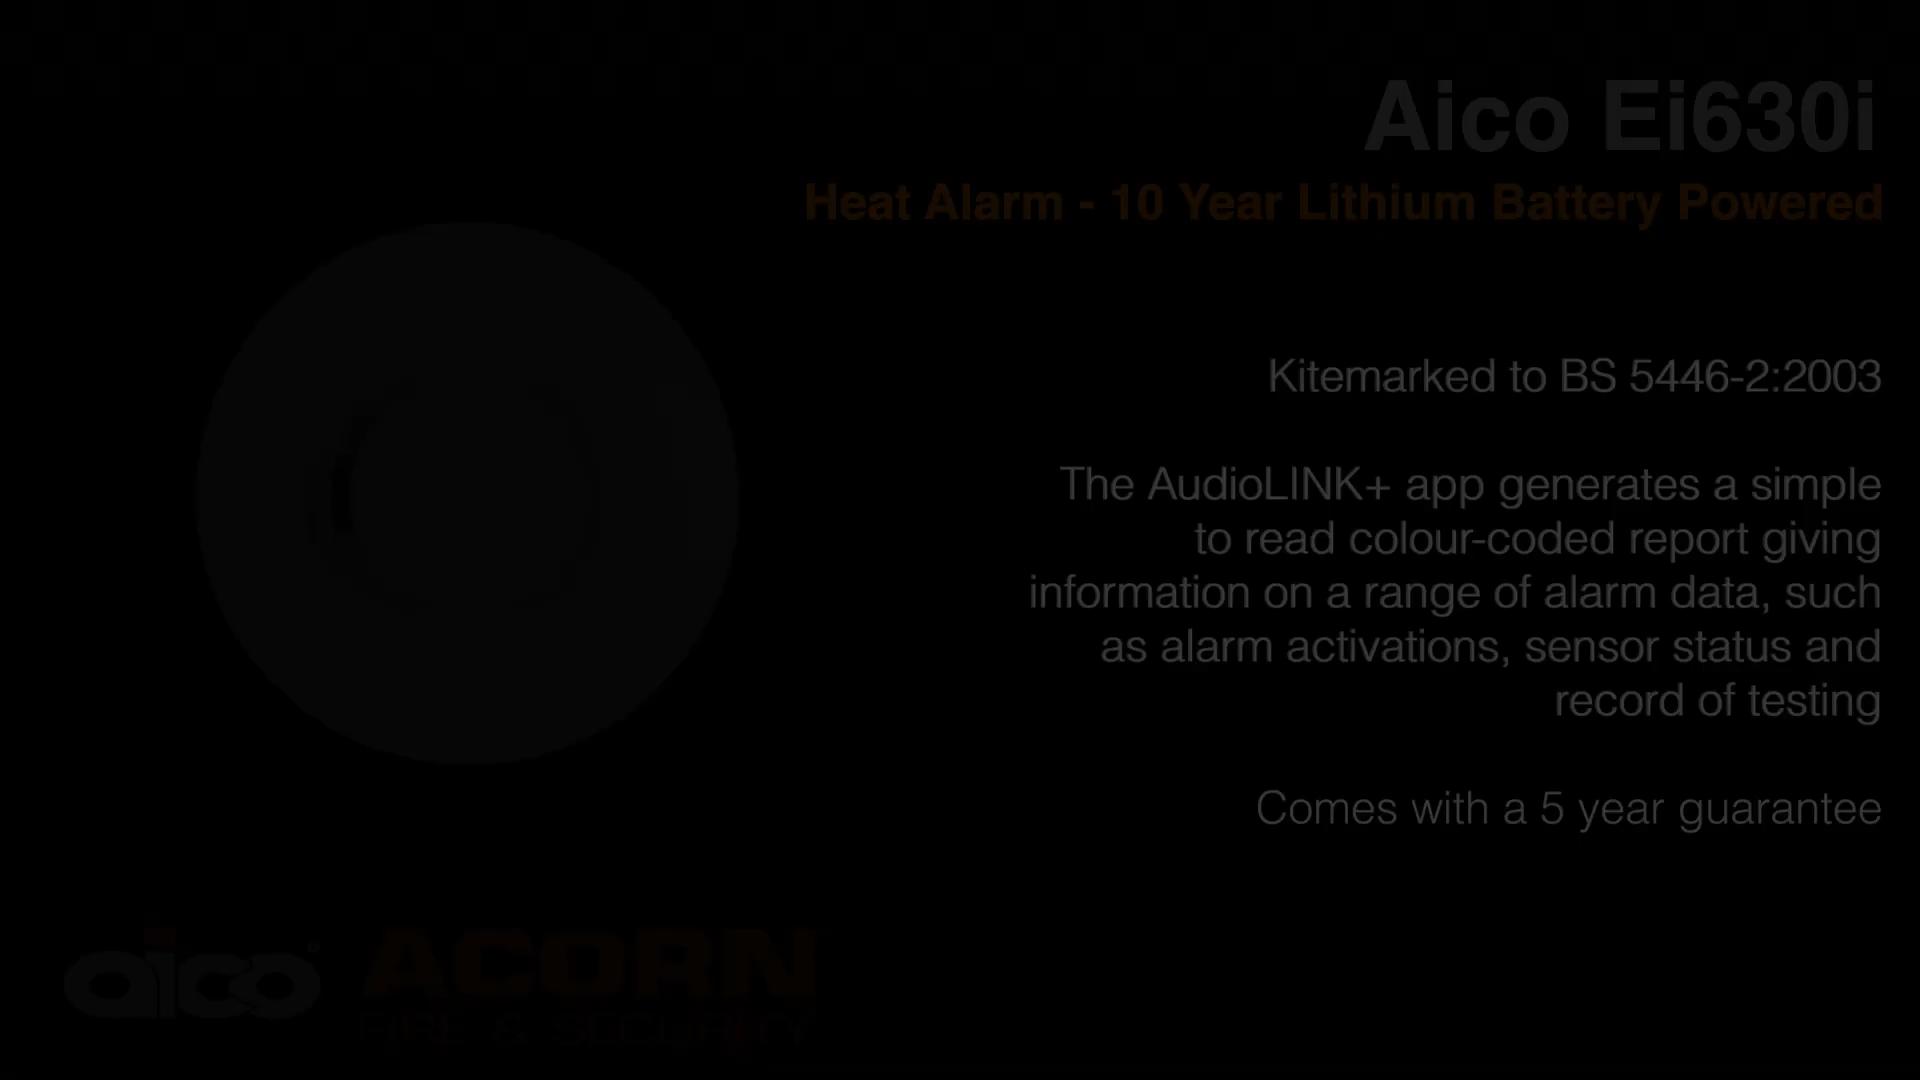 Aico Ei630i
Heat Alarm - 10 Year Lithium Battery Powered
Kitemarked to BS 5446-2:2003
The AudioLINK+ app generates a simple
to read colour-coded report giving
information on a range of alarm data, such
as alarm activations, sensor status and
record of testing
Comes with a 5 year guarantee
aico®
ACORN
FIRE & SECURITY